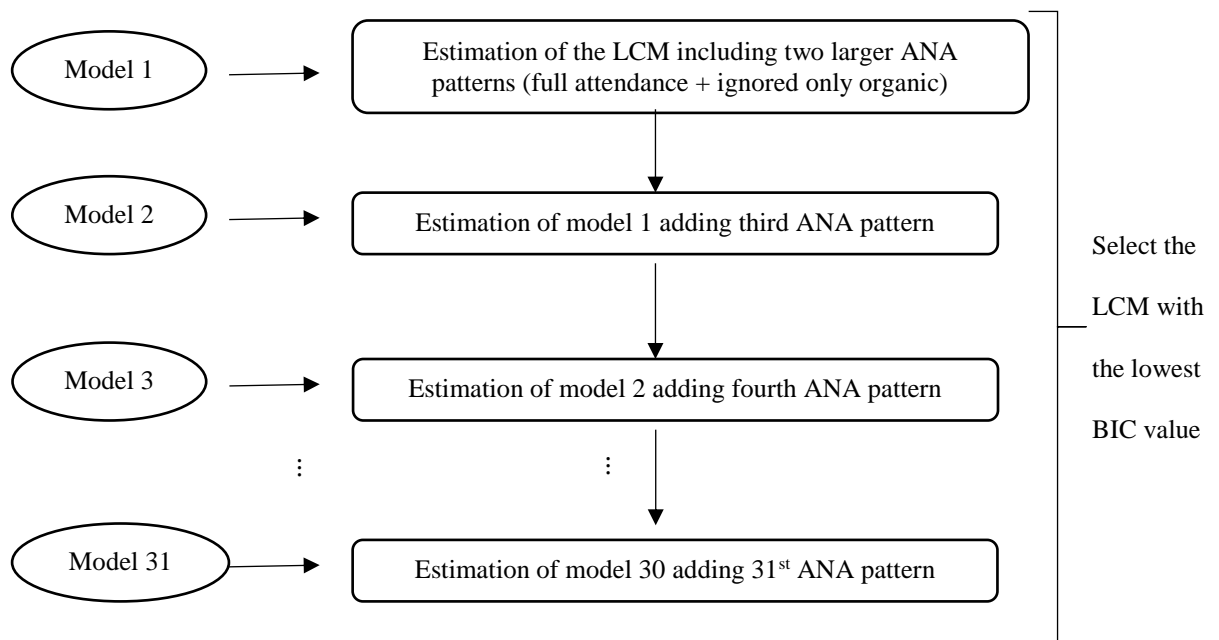 Model 1
Estimation of the LCM including two larger ANA
patterns (full attendance + ignored only organic)
Model 2
Estimation of model 1 adding third ANA pattern
Model 3
Estimation of model 2 adding fourth ANA pattern
...
...
Model 31
Estimation of model 30 adding 31st ANA pattern
Select the
LCM with
the lowest
BIC value